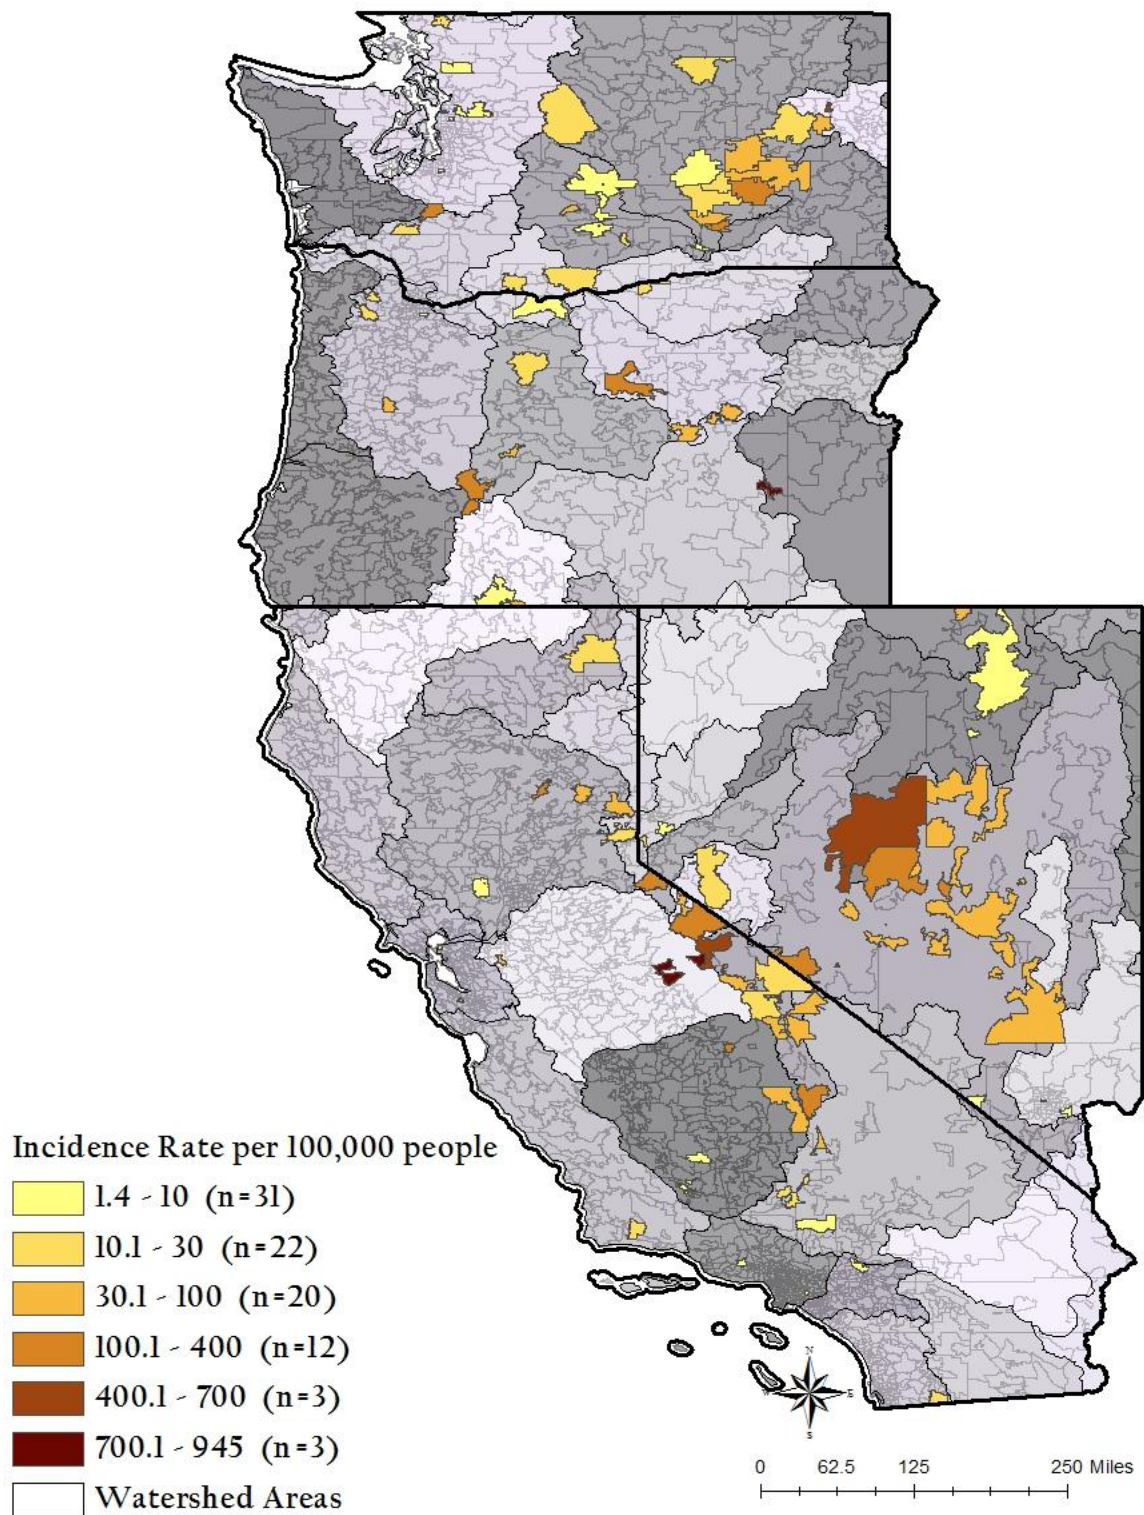 Incidence Rate per 100,000 people
1.4 - 10 (n=31)
10.1 - 30 (n=22)
30.1 - 100 (n=20)
100.1 - 400 (n=12)
400.1 - 700 (n=3)
700.1 - 945 (n=3)
Watershed Areas
N
W E
S
0 62.5 125 250 Miles